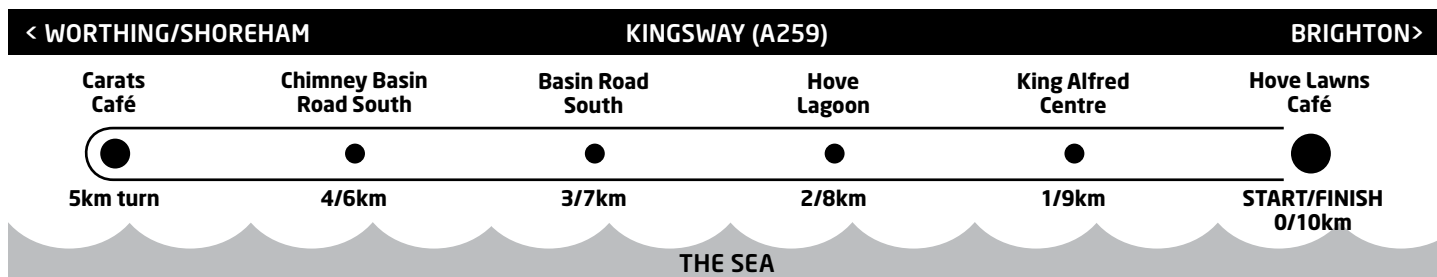 < WORTHING/SHOREHAM KINGSWAY (A259) BRIGHTON>
Carats
Café
Chimney Basin
Road South
Basin Road
South
Hove
Lagoon
King Alfred
Centre
Hove Lawns
Café
5km turn
4/6km
3/7km
2/8km
1/9km
START/FINISH
0/10km
THE SEA